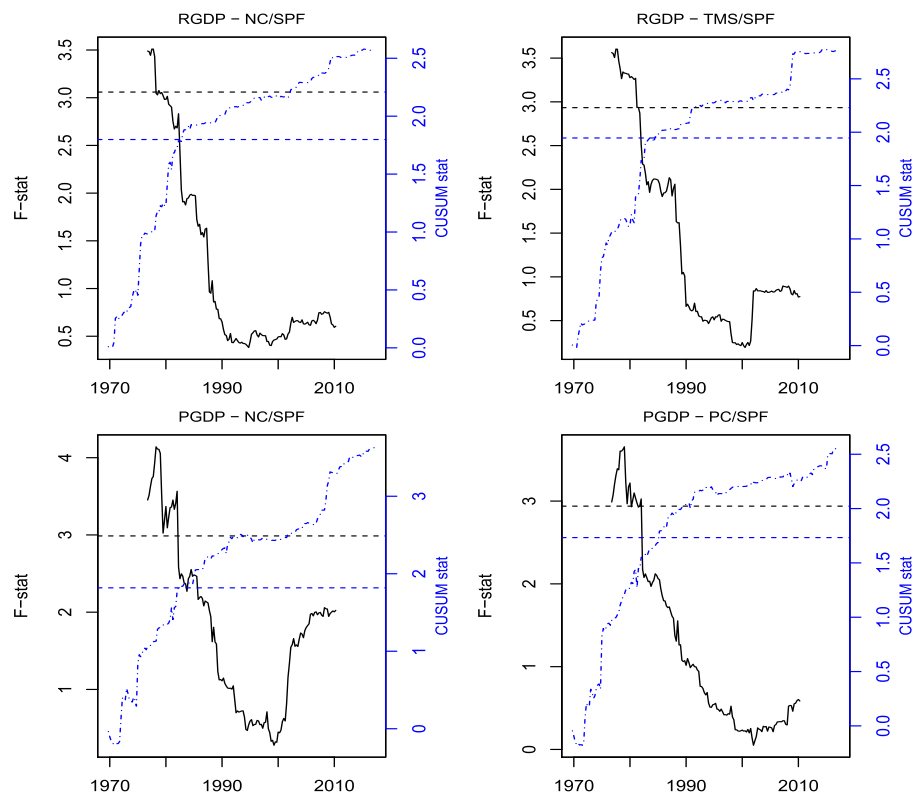 RGDP − NC/SPF
F-stat
3.5
3.0
2.5
2.0
1.5
1.0
0.5
2.5
2.0
1.5
1.0
0.5
0.0
CUSUM stat
1970 1990 2010
RGDP − TMS/SPF
F-stat
3.5
3.0
2.5
2.0
1.5
1.0
0.5
2.5
2.0
1.5
1.0
0.5
0.0
CUSUM stat
1970 1990 2010
PGDP − NC/SPF
F-stat
4
3
2
1
3
2
1
0
CUSUM stat
1970 1990 2010
PGDP − PC/SPF
F-stat
3
2
1
0
2.5
2.0
1.5
1.0
0.5
0.0
CUSUM stat
1970 1990 2010